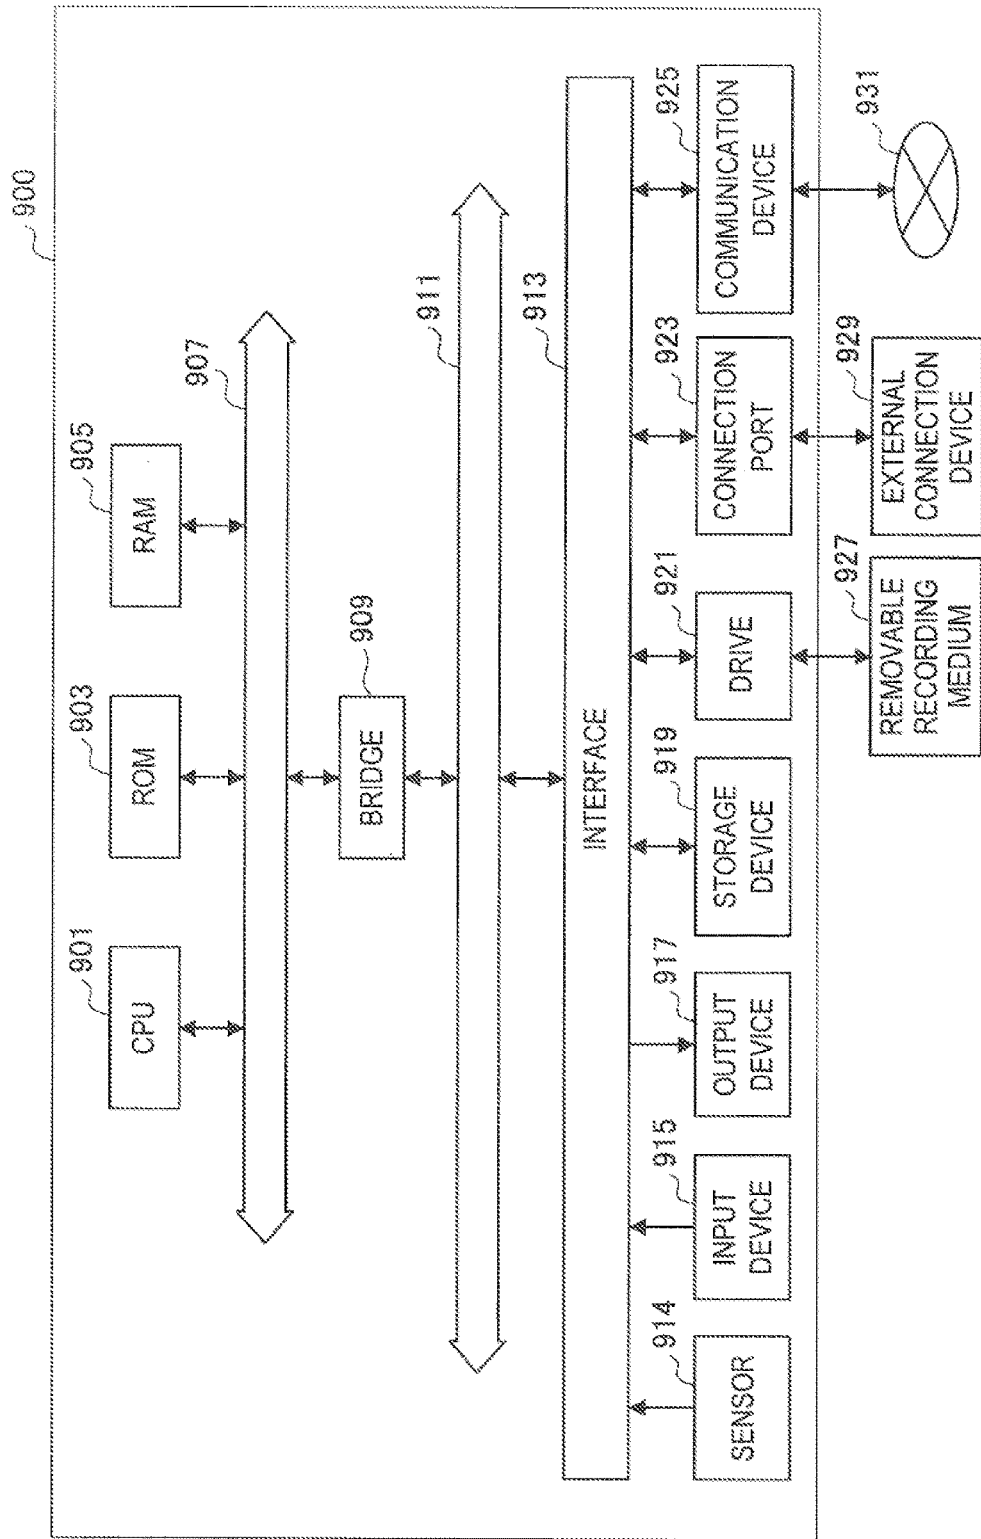 900
901
CPU
903
ROM
905
RAM
907
909
BRIDGE
911
913
INTERFACE
914
SENSOR
915
INPUT
DEVICE
917
OUTPUT
DEVICE
919
STORAGE
DEVICE
921
DRIVE
923
CONNECTION
PORT
925
COMMUNICATION
DEVICE
927
REMOVABLE
RECORDING
MEDIUM
929
EXTERNAL
CONNECTION
DEVICE
931